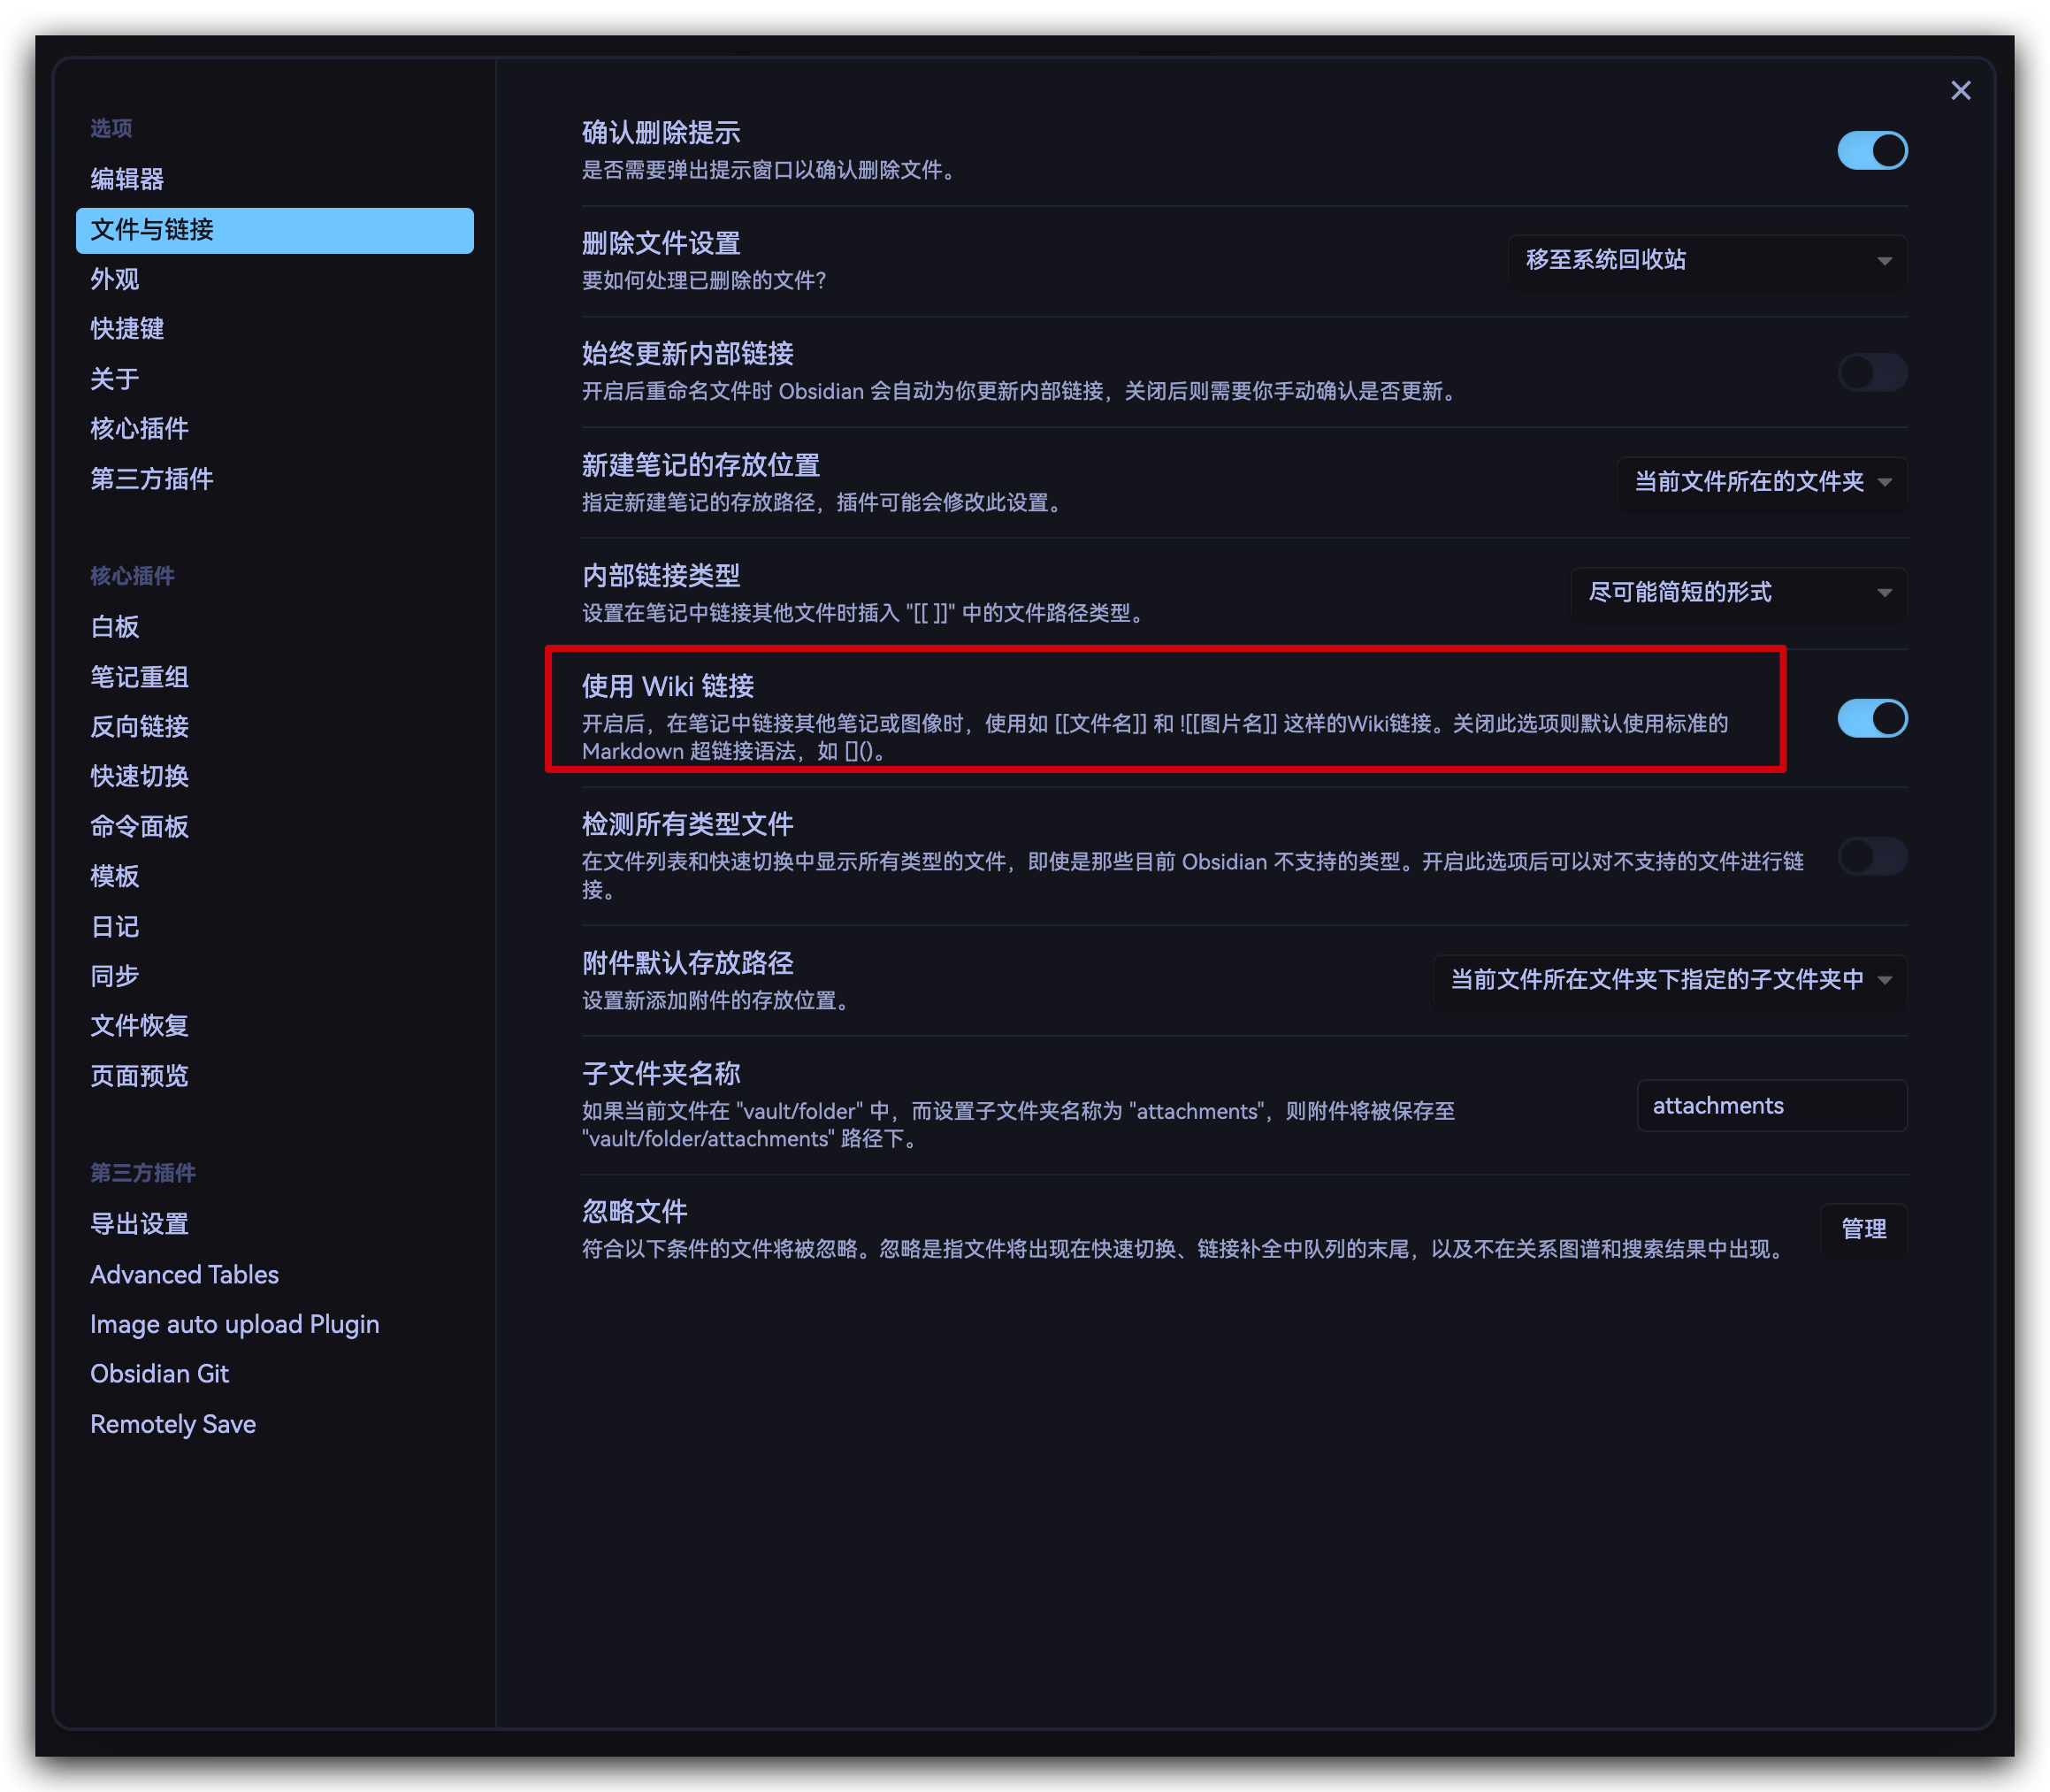 选项
编辑器
文件与链接
外观
快捷键
关于
核心插件
第三方插件
核心插件
白板
笔记重组
反向链接
快速切换
命令面板
模板
日记
同步
文件恢复
页面预览
第三方插件
导出设置
Advanced Tables
Image auto upload Plugin
Obsidian Git
Remotely Save
确认删除提示
是否需要弹出提示窗口以确认删除文件。
删除文件设置
要如何处理已删除的文件?
移至系统回收站
始终更新内部链接
开启后重命名文件时 Obsidian 会自动为你更新内部链接，关闭后则需要你手动确认是否更新。
新建笔记的存放位置
指定新建笔记的存放路径，插件可能会修改此设置。
当前文件所在的文件夹
内部链接类型
设置在笔记中链接其他文件时插入 "[[ ]]" 中的文件路径类型。
尽可能简短的形式
使用 Wiki 链接
开启后，在笔记中链接其他笔记或图像时，使用如 [[文件名]] 和 ![[图片名]] 这样的Wiki链接。关闭此选项则默认使用标准的
Markdown 超链接语法，如 []()。
检测所有类型文件
在文件列表和快速切换中显示所有类型的文件，即使是那些目前 Obsidian 不支持的类型。开启此选项后可以对不支持的文件进行链
接。
附件默认存放路径
设置新添加附件的存放位置。
当前文件所在文件夹下指定的子文件夹中
子文件夹名称
如果当前文件在 "vault/folder" 中，而设置子文件夹名称为 "attachments"，则附件将被保存至
"vault/folder/attachments" 路径下。
attachments
忽略文件
符合以下条件的文件将被忽略。忽略是指文件将出现在快速切换、链接补全中队列的末尾，以及不在关系图谱和搜索结果中出现。
管理